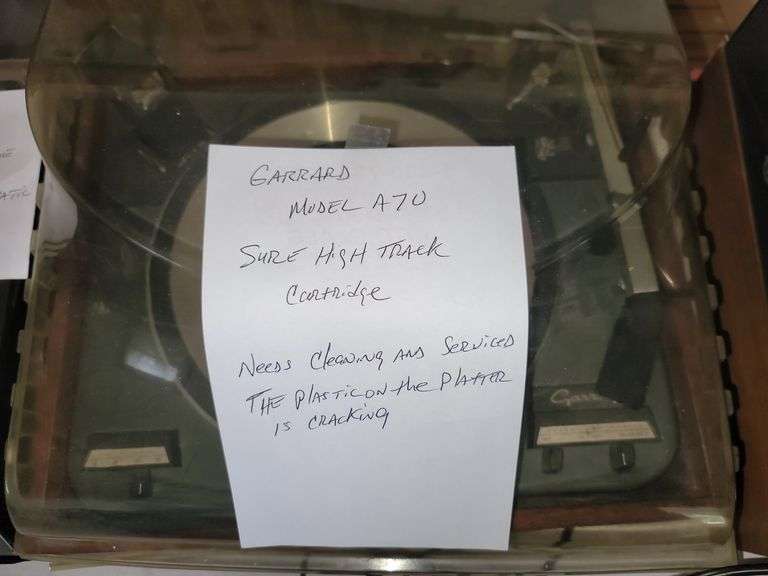 GARRARD
MODEL A70
SURE HIGH TRACK
Cartridge
NEEDS Cleaning AND SERVICED
THE PLASTIC ON the PLATTER
IS CRACKING